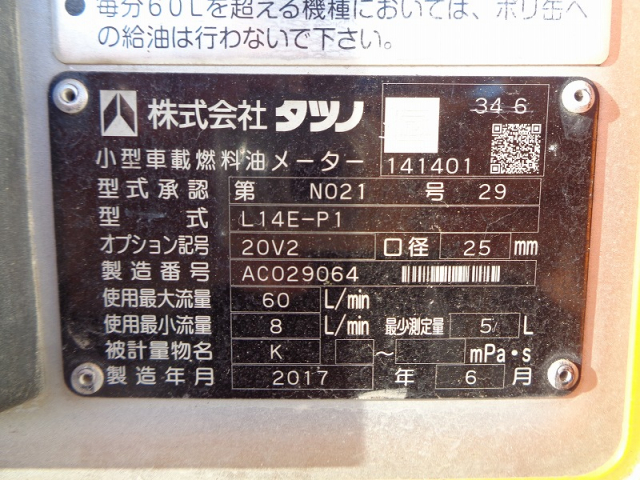 ●毎分60Lを超える機種においては、ポリ缶へ
の給油は行わないで下さい。
株式会社 タツノ 346
小型車載燃料油メーター 141401
型式承認 第 N021 号 29
型式 L14E-P1
オプション記号 20V2 口径 25 mm
製造番号 AC029064
使用最大流量 60 L/min
使用最小流量 8 L/min 最少測定量 5 L
被計量物名 K ～ mPa・s
製造年月 2017 年 6 月